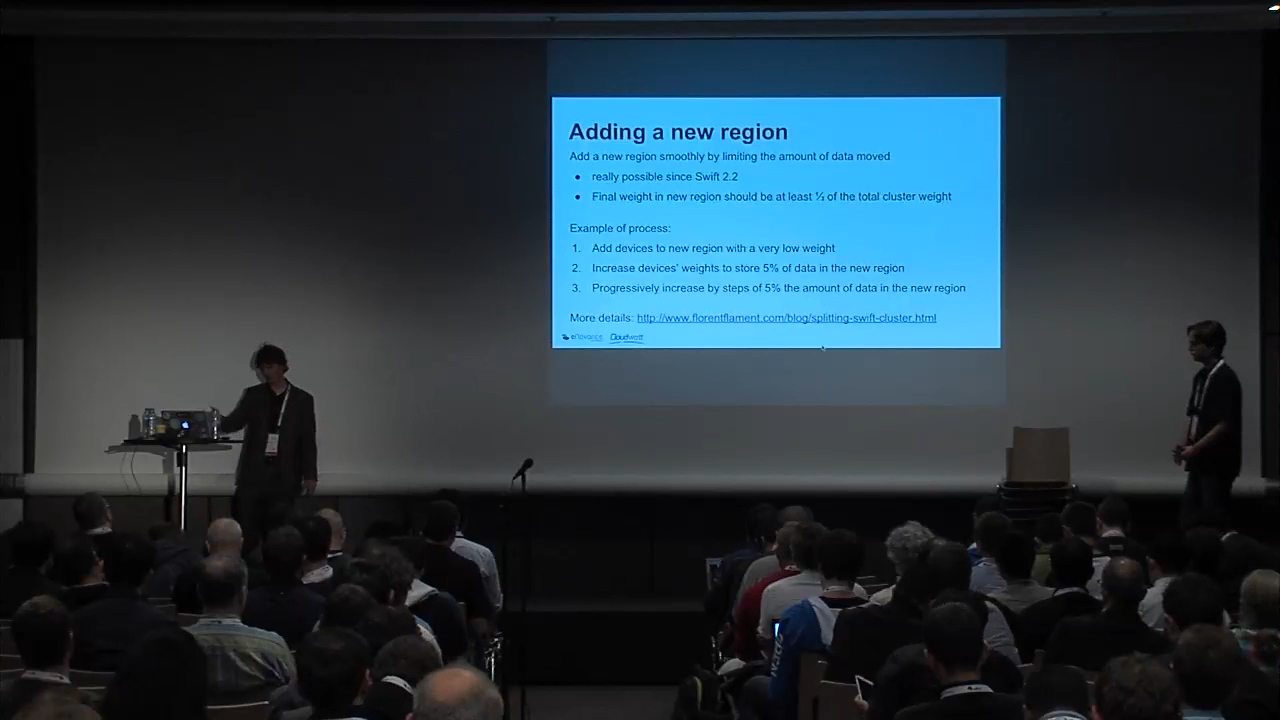 Adding a new region
Add a new region smoothly by limiting the amount of data moved
● really possible since Swift 2.2
● Final weight in new region should be at least ⅓ of the total cluster weight
Example of process:
1. Add devices to new region with a very low weight
2. Increase devices' weights to store 5% of data in the new region
3. Progressively increase by steps of 5% the amount of data in the new region
More details: http://www.florentflament.com/blog/splitting-swift-cluster.html
eNovance Cloudwatt